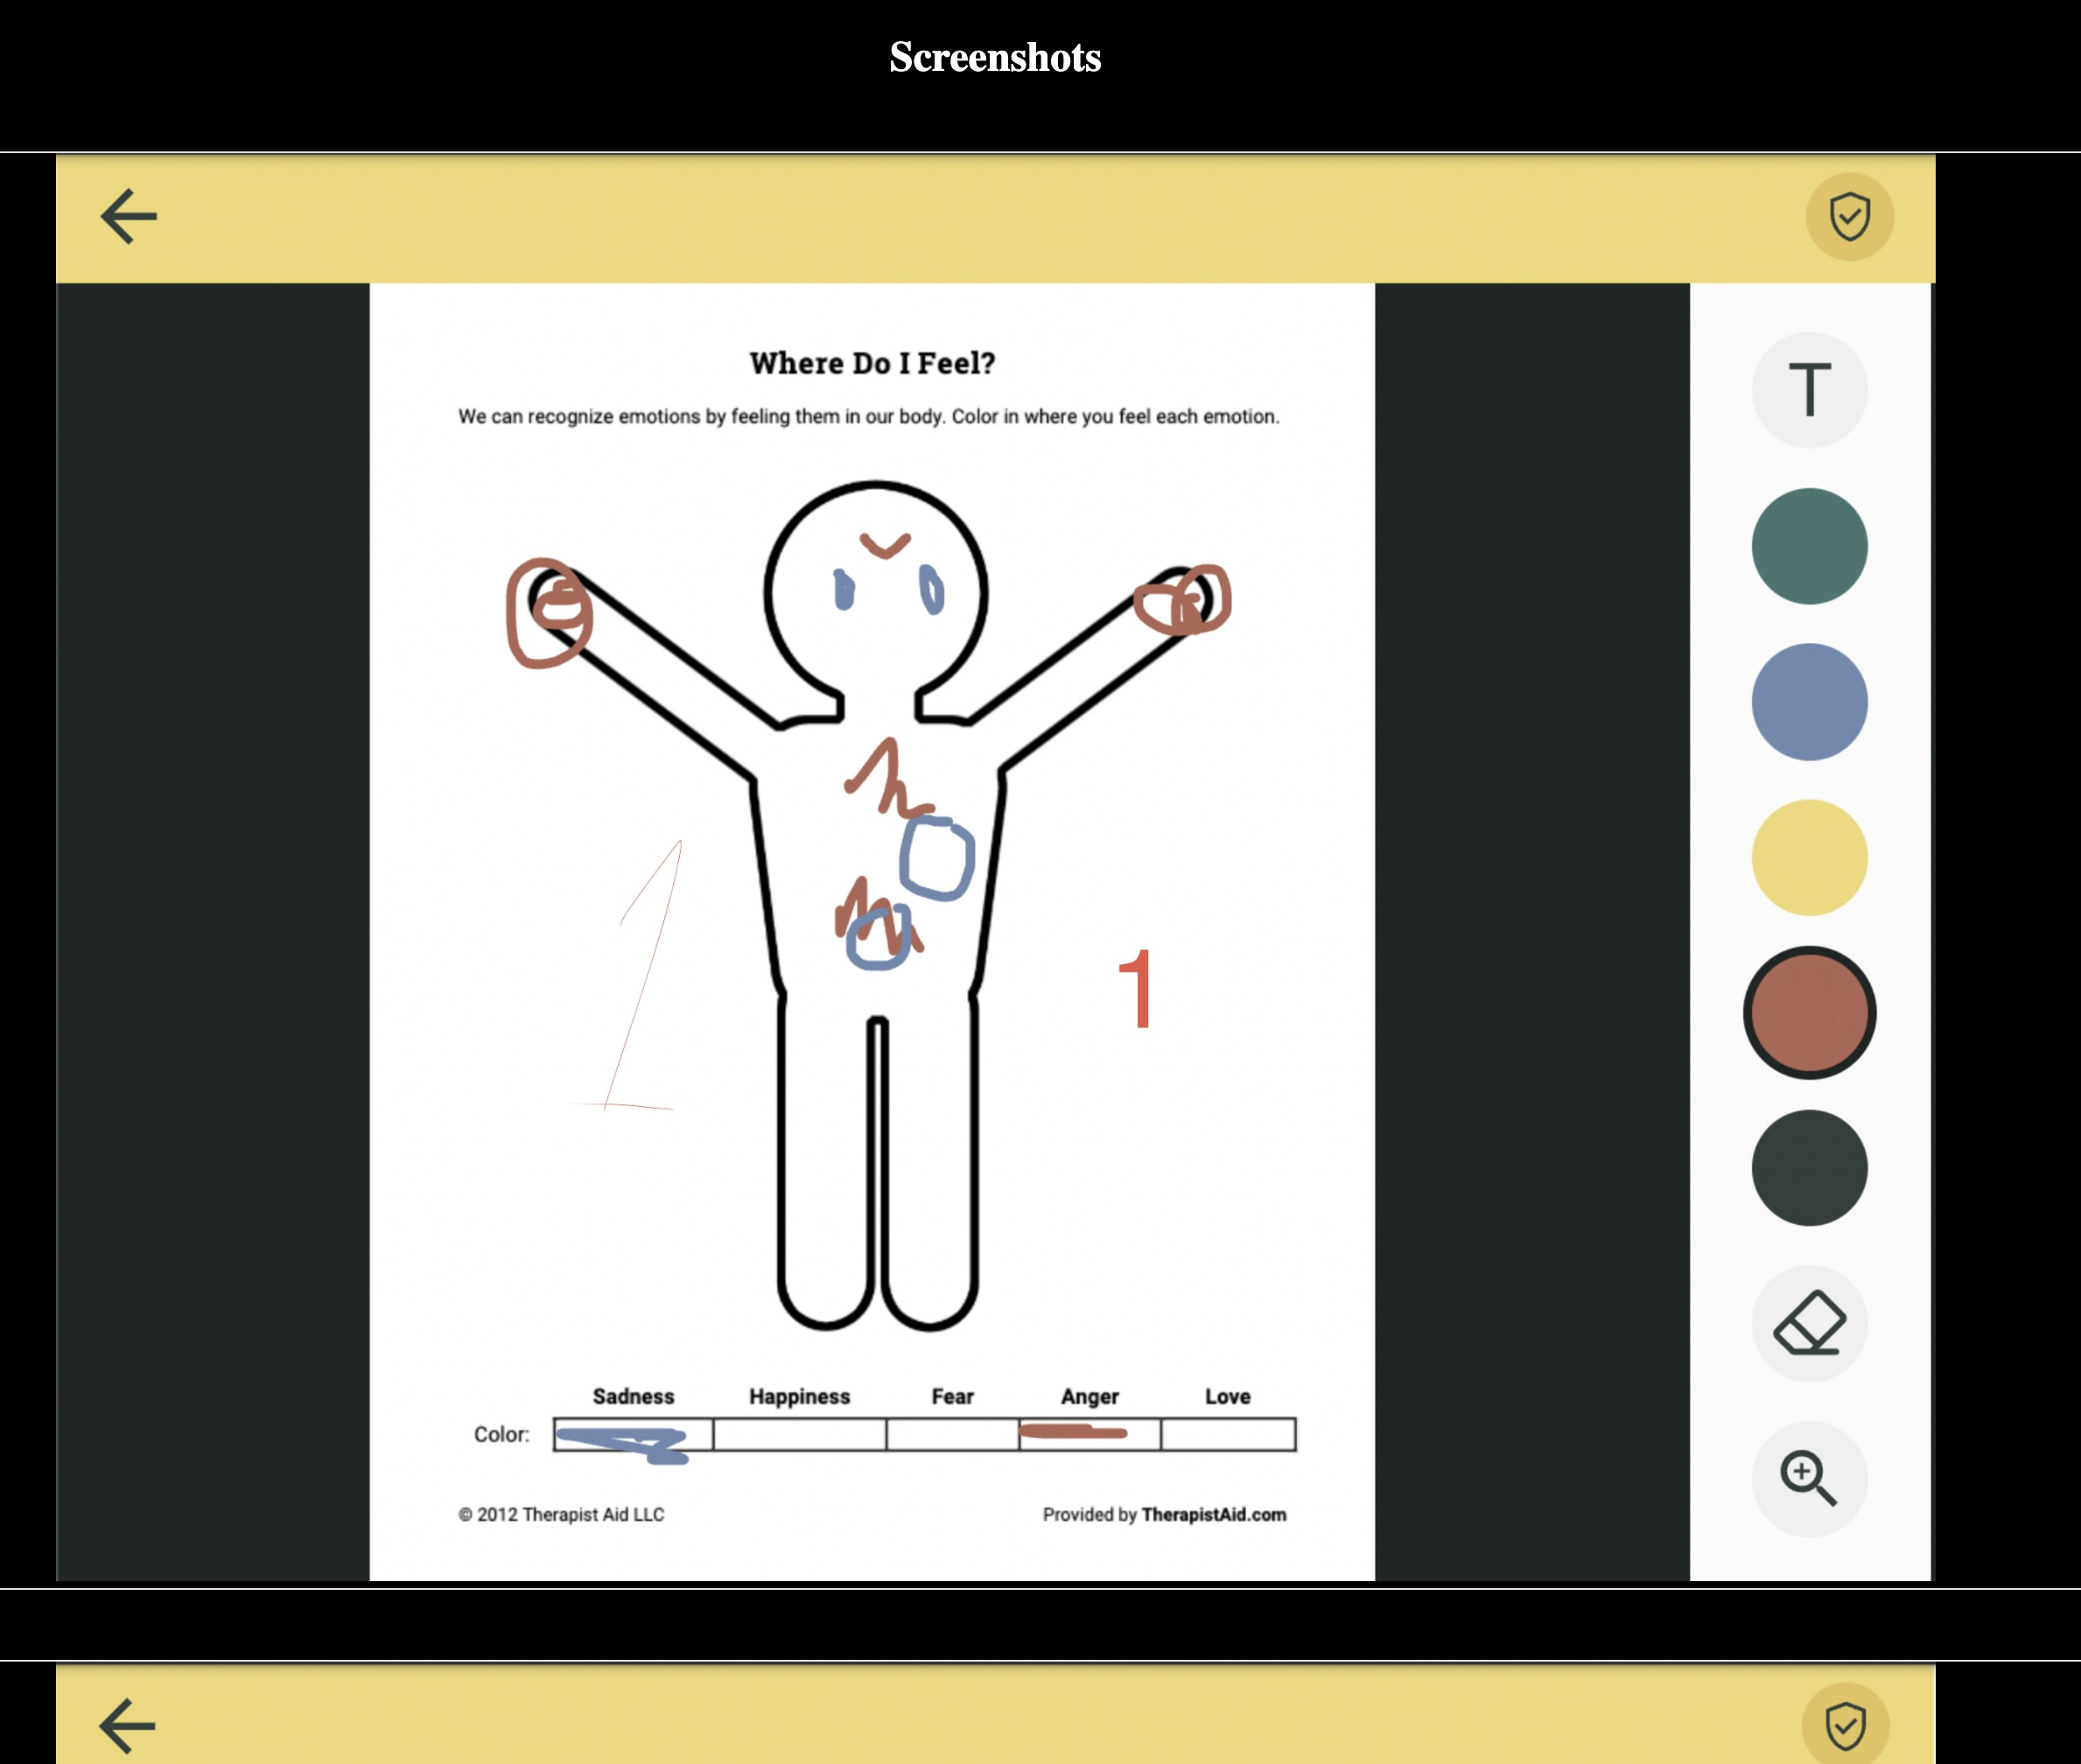 Screenshots
T
Where Do I Feel?
We can recognize emotions by feeling them in our body. Color in where you feel each emotion.
1
1
Sadness Happiness Fear Anger Love
Color:
© 2012 Therapist Aid LLC Provided by TherapistAid.com